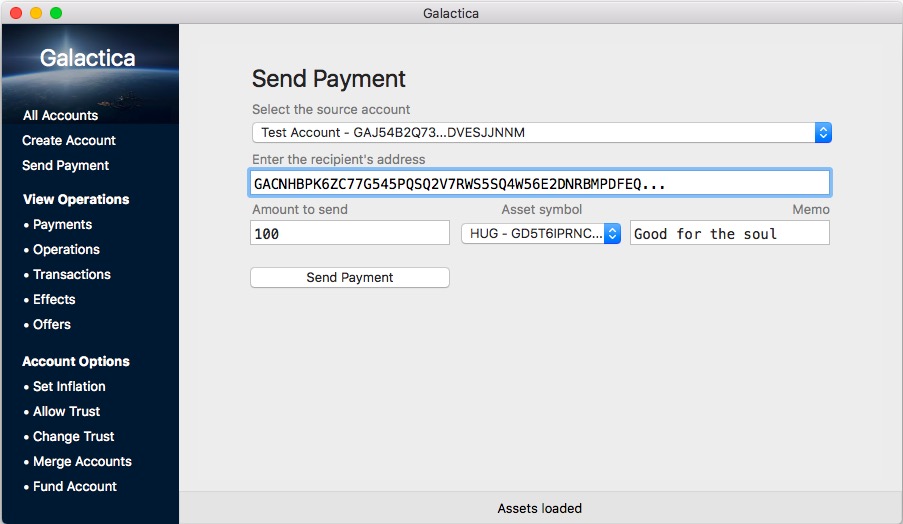 Galactica
Galactica
All Accounts
Create Account
Send Payment
View Operations
• Payments
• Operations
• Transactions
• Effects
• Offers
Account Options
• Set Inflation
• Allow Trust
• Change Trust
• Merge Accounts
• Fund Account
Send Payment
Select the source account
Test Account - GAJ54B2Q73...DVESJJNNM
Enter the recipient's address
GACNHBPK6ZC77G545PQSQ2V7RWS5SQ4W56E2DNRBMPDFEQ...
Amount to send Asset symbol Memo
100 HUG - GD5T6IPRNC... Good for the soul
Send Payment
Assets loaded